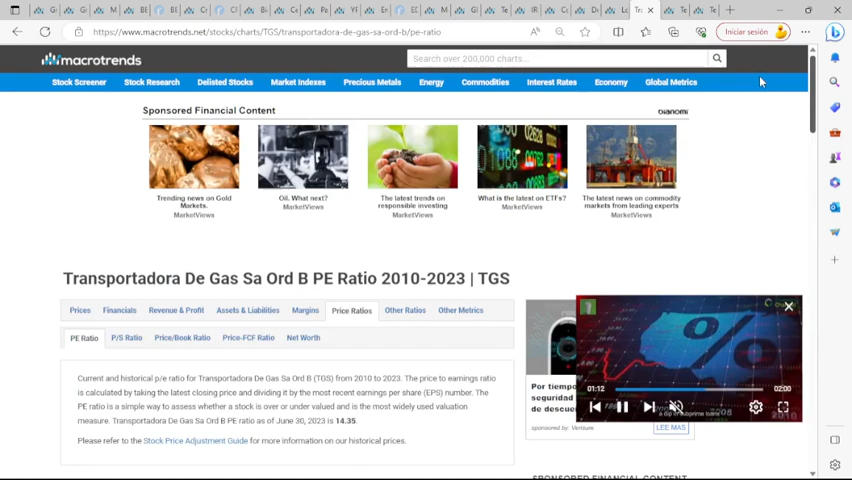 https://www.macrotrends.net/stocks/charts/TGS/transportadora-de-gas-sa-ord-b/pe-ratio
Iniciar sesión
macrotrends
Search over 200,000 charts...
Stock Screener Stock Research Delisted Stocks Market Indexes Precious Metals Energy Commodities Interest Rates Economy Global Metrics
Sponsored Financial Content
Trending news on Gold Markets.
MarketViews
Oil. What next?
MarketViews
The latest trends on responsible investing
MarketViews
What is the latest on ETFs?
MarketViews
The latest news on commodity markets from leading experts
MarketViews
Transportadora De Gas Sa Ord B PE Ratio 2010-2023 | TGS
Prices Financials Revenue & Profit Assets & Liabilities Margins Price Ratios Other Ratios Other Metrics
PE Ratio P/S Ratio Price/Book Ratio Price-FCF Ratio Net Worth
Current and historical p/e ratio for Transportadora De Gas Sa Ord B (TGS) from 2010 to 2023. The price to earnings ratio
is calculated by taking the latest closing price and dividing it by the most recent earnings per share (EPS) number. The
PE ratio is a simple way to assess whether a stock is over or under valued and is the most widely used valuation
measure. Transportadora De Gas Sa Ord B PE ratio as of June 30, 2023 is 14.35.
Please refer to the Stock Price Adjustment Guide for more information on our historical prices.
01:12 02:00
Por tiempo
seguridad
de descue
sponsored by: Verisure
LEE MAS
SPONSORED FINANCIAL CONTENT